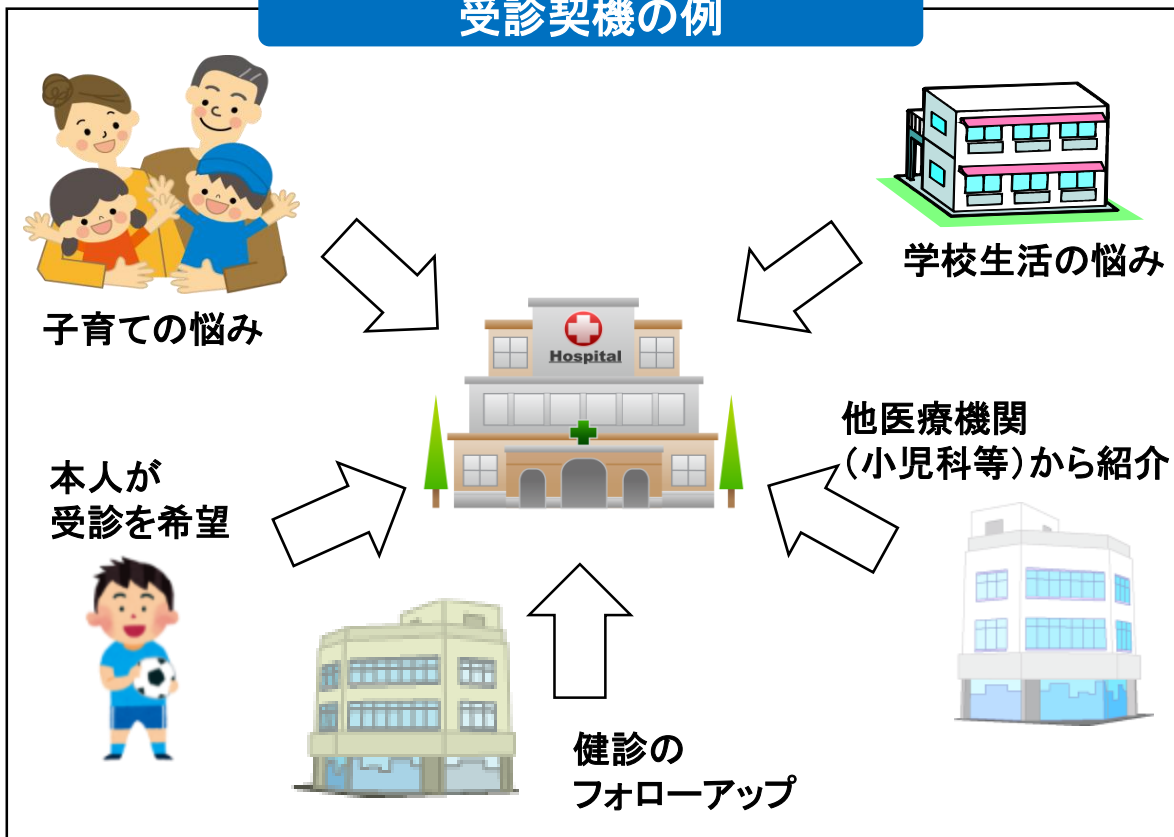 受診契機の例
子育ての悩み
学校生活の悩み
Hospital
他医療機関
（小児科等）から紹介
本人が
受診を希望
健診の
フォローアップ